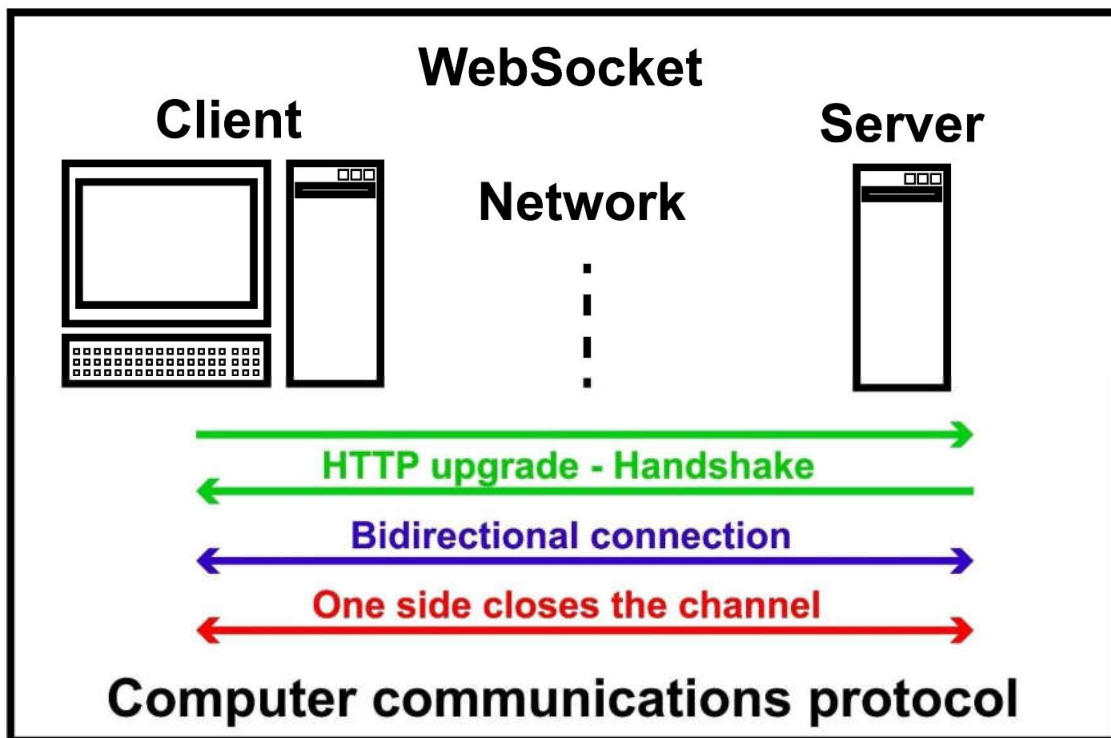 WebSocket
Client
Server
Network
HTTP upgrade - Handshake
Bidirectional connection
One side closes the channel
Computer communications protocol